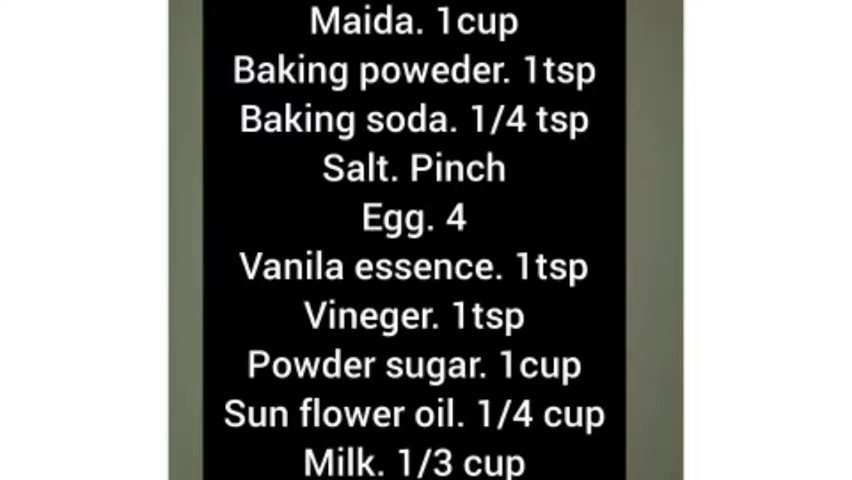 Maida. 1cup
Baking poweder. 1tsp
Baking soda. 1/4 tsp
Salt. Pinch
Egg. 4
Vanila essence. 1tsp
Vineger. 1tsp
Powder sugar. 1cup
Sun flower oil. 1/4 cup
Milk. 1/3 cup